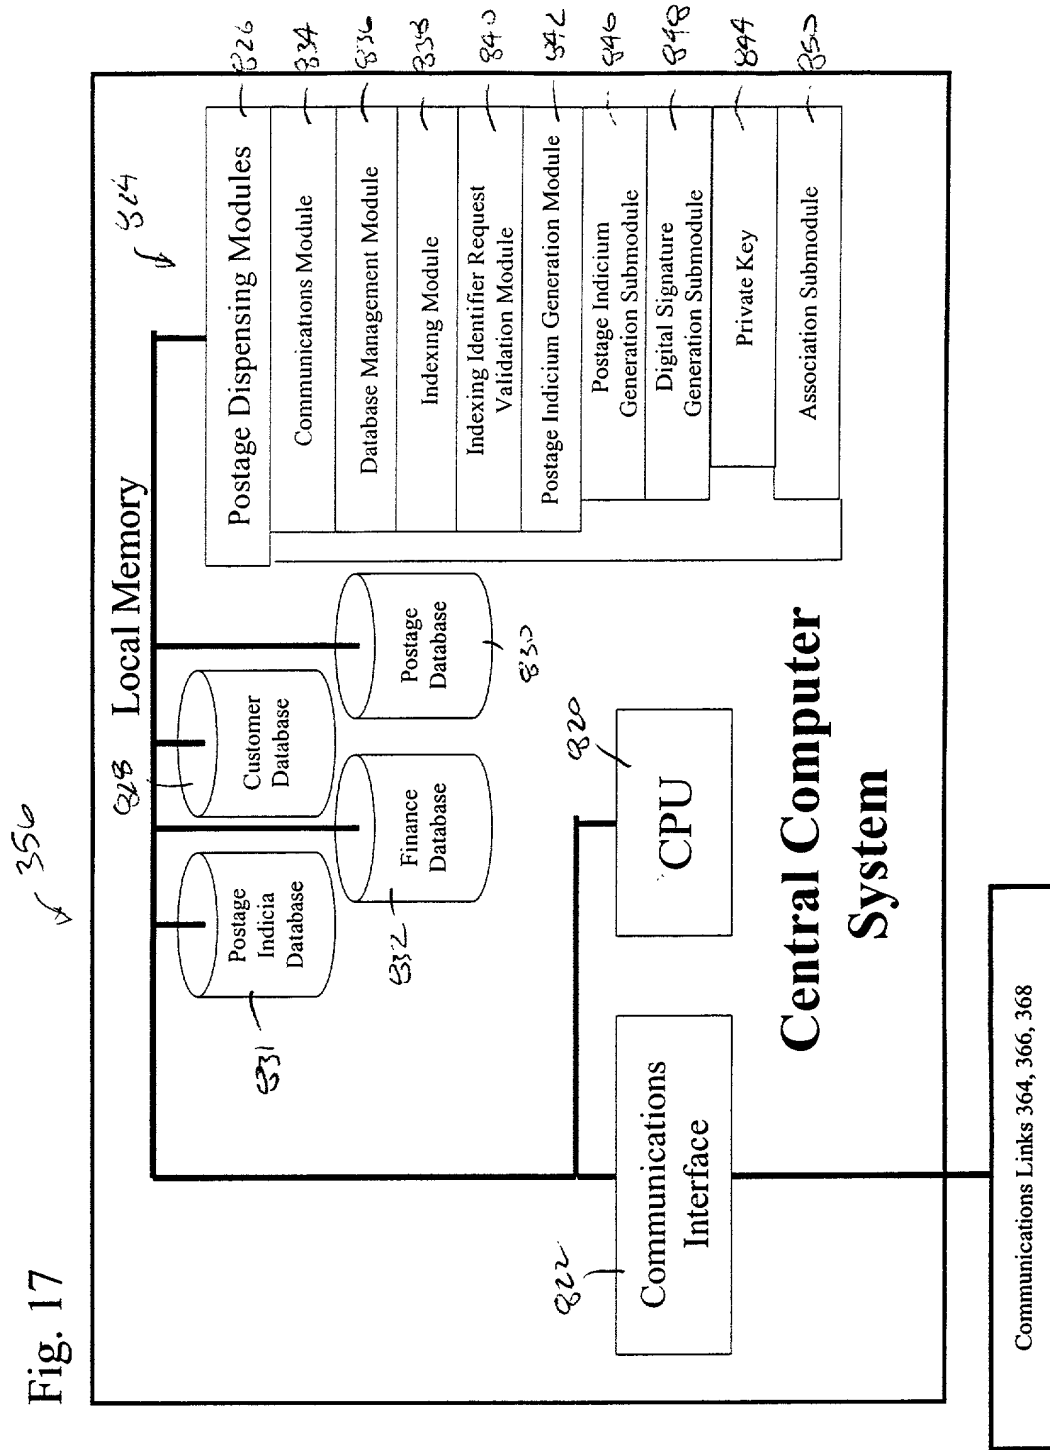 Fig. 17
356
Local Memory
824
828
Customer
Database
Postage
Indicia
Database
831
Finance
Database
832
Postage
Database
830
Postage Dispensing Modules
826
Communications Module
834
Database Management Module
836
Indexing Module
838
Indexing Identifier Request
Validation Module
840
Postage Indicium Generation Module
842
Postage Indicium
Generation Submodule
846
Digital Signature
Generation Submodule
848
Private Key
844
Association Submodule
850
822
Communications
Interface
820
CPU
Central Computer
System
Communications Links 364, 366, 368